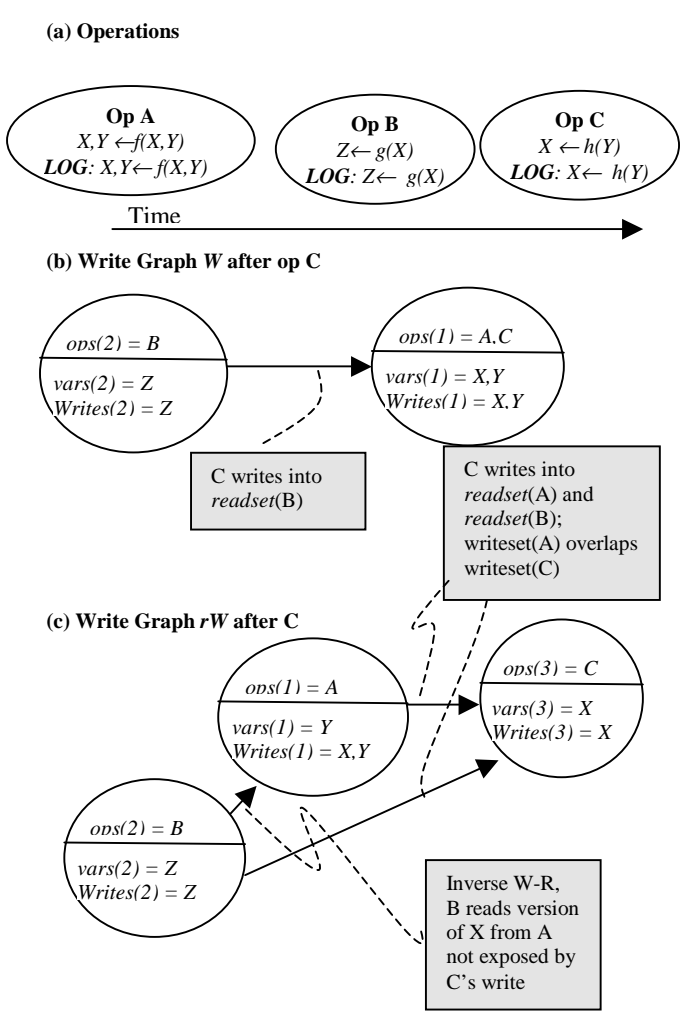 (a) Operations
Op A
X,Y ←f(X,Y)
LOG: X,Y←f(X,Y)
Op B
Z← g(X)
LOG: Z← g(X)
Op C
X ← h(Y)
LOG: X← h(Y)
Time
(b) Write Graph W after op C
ops(2) = B
vars(2) = Z
Writes(2) = Z
ops(1) = A,C
vars(1) = X,Y
Writes(1) = X,Y
C writes into
readset(B)
C writes into
readset(A) and
readset(B);
writeset(A) overlaps
writeset(C)
(c) Write Graph rW after C
ops(1) = A
vars(1) = Y
Writes(1) = X,Y
ops(3) = C
vars(3) = X
Writes(3) = X
ops(2) = B
vars(2) = Z
Writes(2) = Z
Inverse W-R,
B reads version
of X from A
not exposed by
C's write